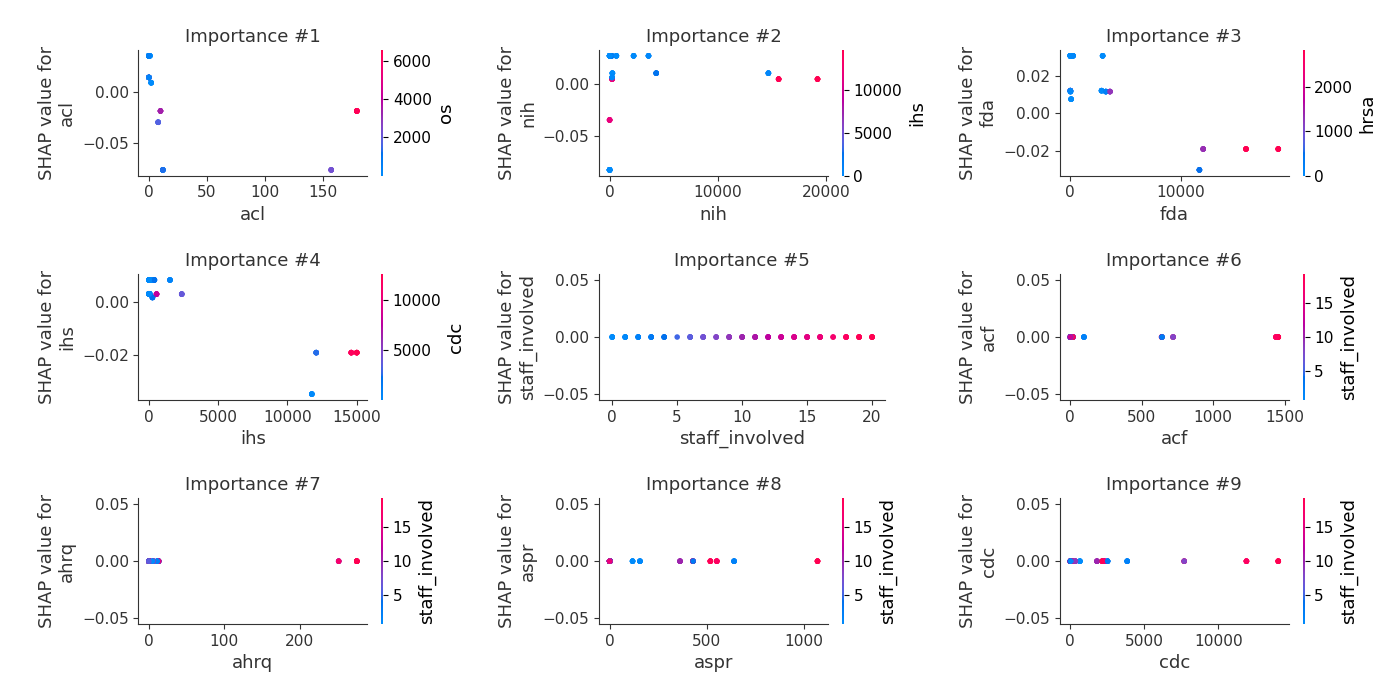 Importance #1
SHAP value for
acl
0.00
−0.05
0
50
100
150
acl
6000
4000
2000
os
Importance #2
SHAP value for
nih
0.00
−0.05
0
10000
20000
nih
10000
5000
0
ihs
Importance #3
SHAP value for
fda
0.02
0.00
−0.02
0
10000
fda
2000
1000
0
hrsa
Importance #4
SHAP value for
ihs
0.00
−0.02
0
5000
10000
15000
ihs
10000
5000
cdc
Importance #5
SHAP value for
staff_involved
0.05
0.00
−0.05
0
5
10
15
20
staff_involved
Importance #6
SHAP value for
acf
0.05
0.00
−0.05
0
500
1000
1500
acf
15
10
5
staff_involved
Importance #7
SHAP value for
ahrq
0.05
0.00
−0.05
0
100
200
ahrq
15
10
5
staff_involved
Importance #8
SHAP value for
aspr
0.05
0.00
−0.05
0
500
1000
aspr
15
10
5
staff_involved
Importance #9
SHAP value for
cdc
0.05
0.00
−0.05
0
5000
10000
cdc
15
10
5
staff_involved